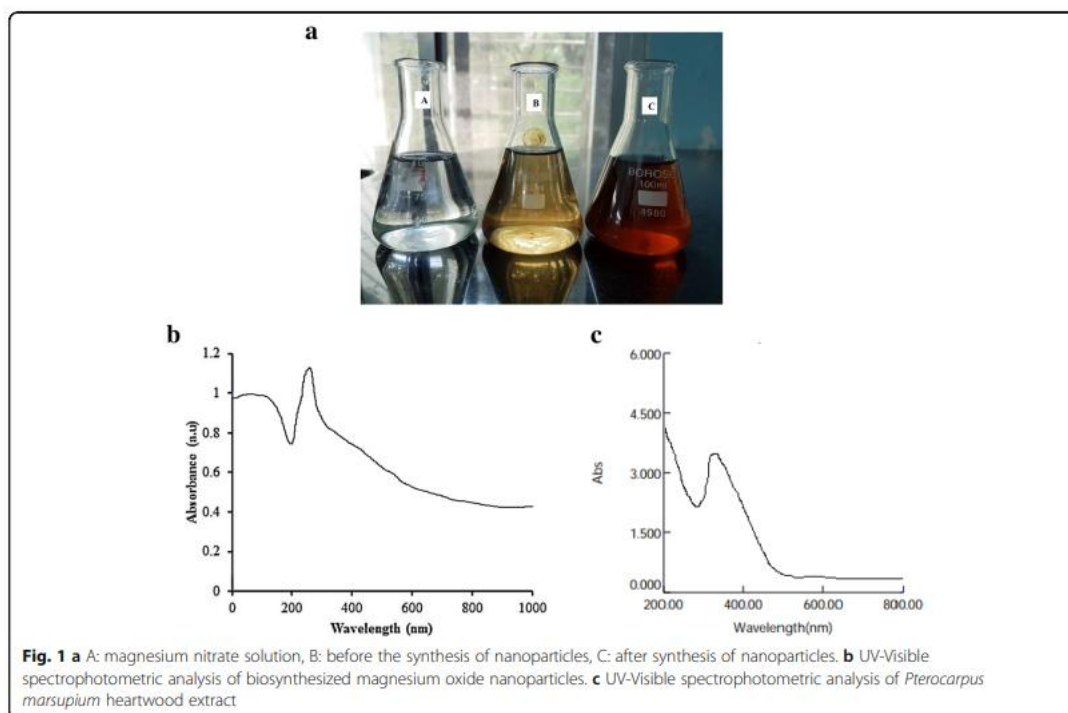 a
A
B
C
BOROSIL
100ml
4980
b
c
1.2
1
0.8
0.6
0.4
0.2
0
Absorbance (n.u)
0 200 400 600 800 1000
Wavelength (nm)
6.000
4.500
3.000
1.500
0.000
Abs
200.00 400.00 600.00 800.00
Wavelength(nm)
Fig. 1 a A: magnesium nitrate solution, B: before the synthesis of nanoparticles, C: after synthesis of nanoparticles. b UV-Visible
spectrophotometric analysis of biosynthesized magnesium oxide nanoparticles. c UV-Visible spectrophotometric analysis of Pterocarpus
marsupium heartwood extract